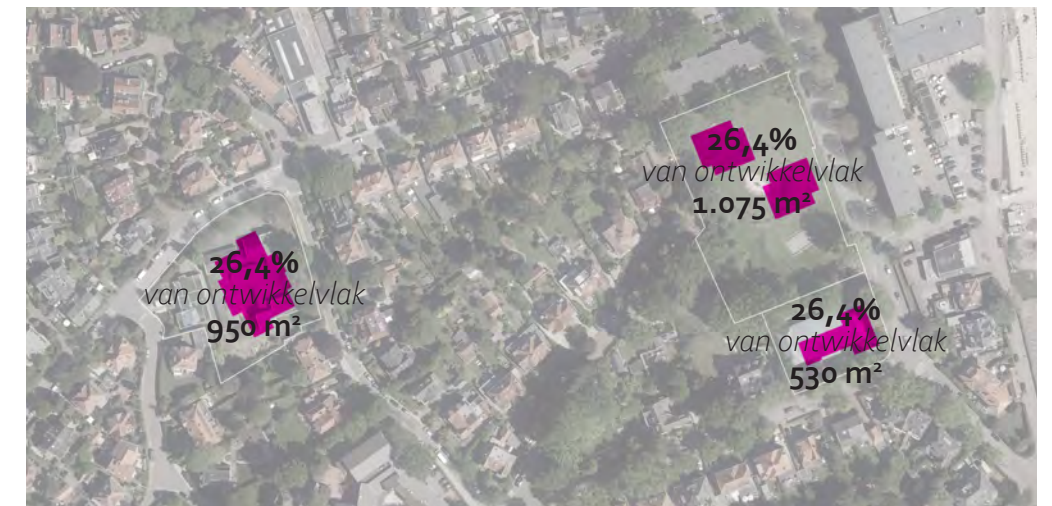 26,4%
van ontwikkelvlak
1.075 m²
26,4%
van ontwikkelvlak
950 m²
26,4%
van ontwikkelvlak
530 m²